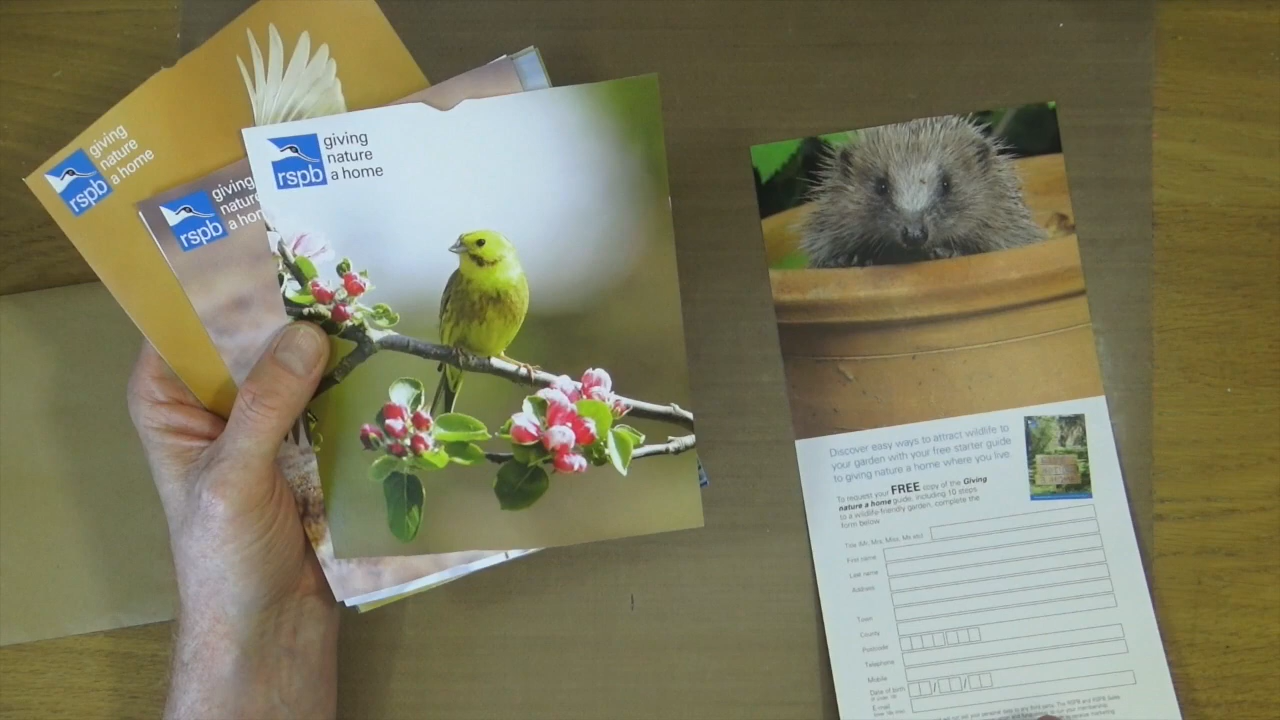 giving
nature
a home
rspb
giving
nature
a hom
rspb
giving
nature
a home
rspb
Discover easy ways to attract wildlife to
your garden with your free starter guide
to giving nature a home where you live.
To request your FREE copy of the Giving
nature a home guide, including 10 steps
to a wildlife-friendly garden, complete the
form below.
Title (Mr, Mrs, Miss, Ms etc)
First name
Last name
Address
Town
County
Postcode
Telephone
Mobile
Date of birth
E-mail